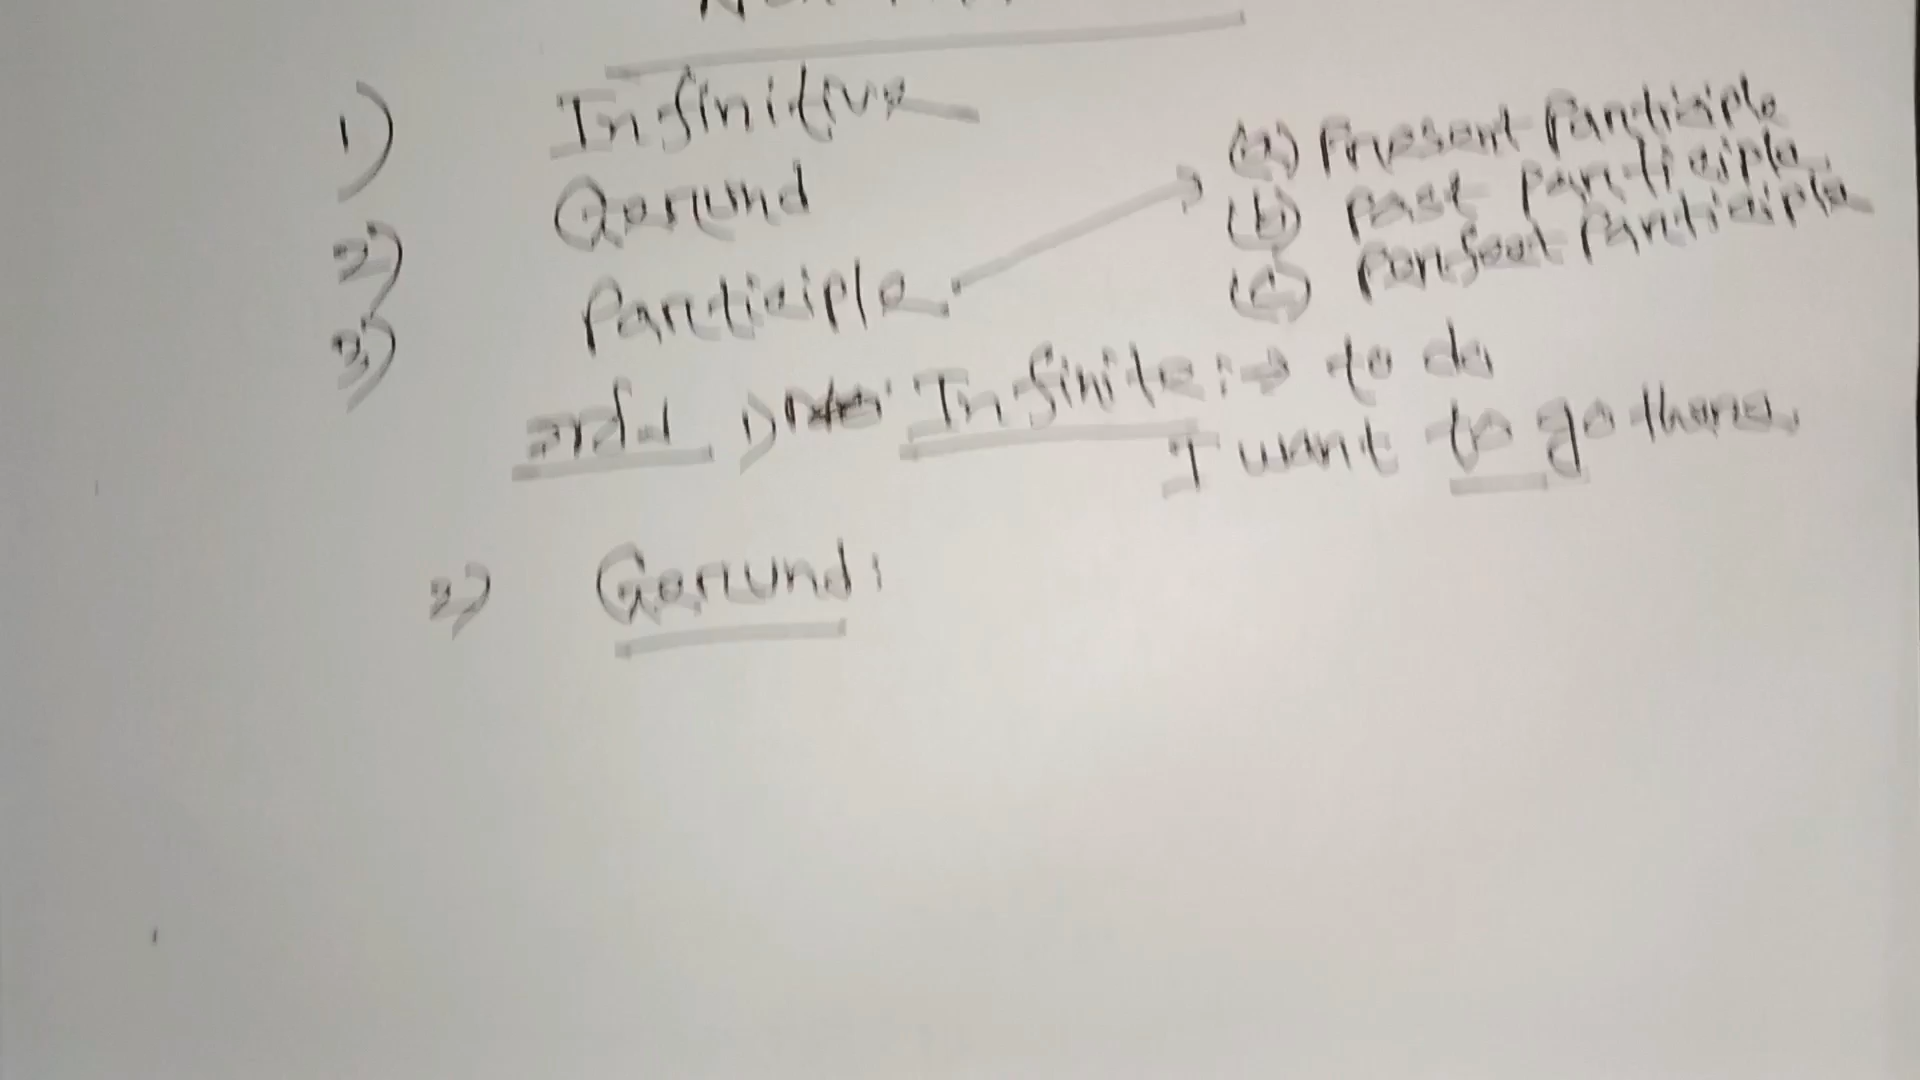 1) Infinitive
2) Gerund
3) Participle
(a) Present Participle
(b) Past Participle
(c) Perfect Participle
1) Infinite :→ to do
I want to go there.
2) Gerund: